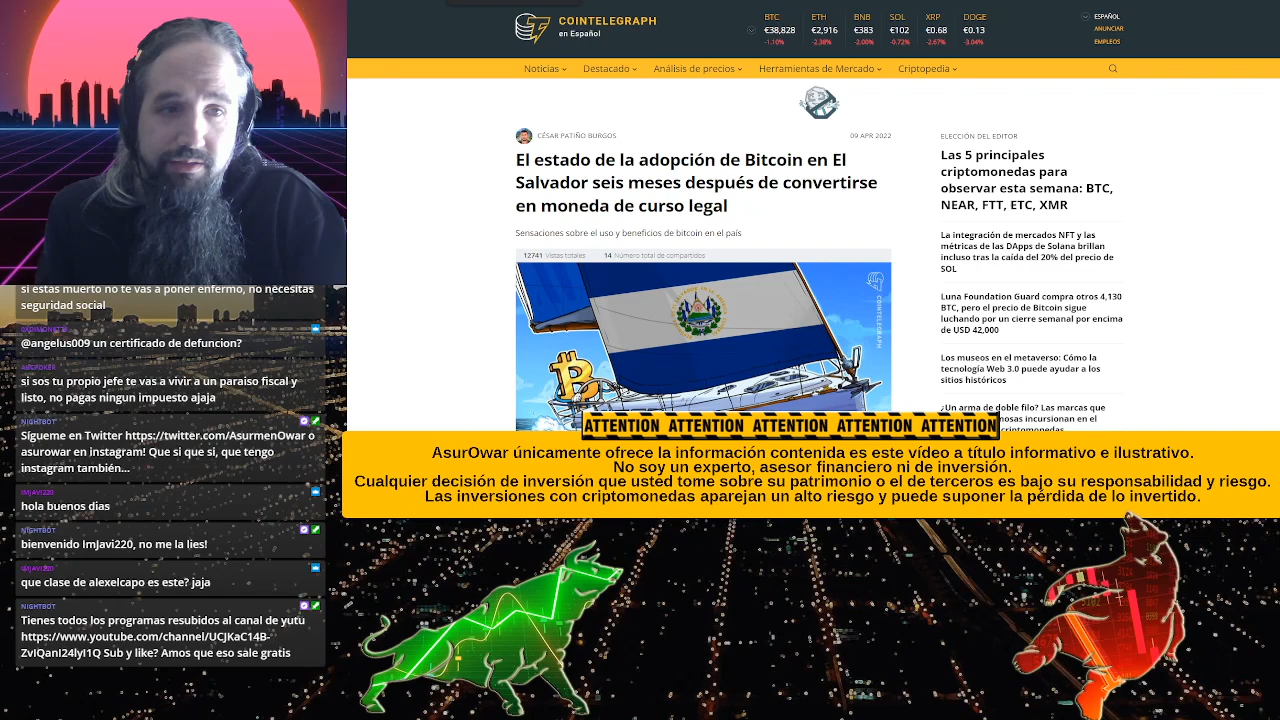 COINTELEGRAPH
en Español
BTC
€38,828
-1.10%
ETH
€2,916
-2.38%
BNB
€383
-2.06%
SOL
€102
-0.72%
XRP
€0.68
-2.67%
DOGE
€0.13
-3.94%
ESPAÑOL
ANUNCIAR
EMPLEOS
Noticias
Destacado
Análisis de precios
Herramientas de Mercado
Criptopedia
CÉSAR PATIÑO BURGOS
09 APR 2022
El estado de la adopción de Bitcoin en El
Salvador seis meses después de convertirse
en moneda de curso legal
Sensaciones sobre el uso y beneficios de bitcoin en el país
12741 Vistas totales
14 Número total de compartidos
COINTELEGRAPH
ELECCIÓN DEL EDITOR
Las 5 principales
criptomonedas para
observar esta semana: BTC,
NEAR, FTT, ETC, XMR
La integración de mercados NFT y las
métricas de las DApps de Solana brillan
incluso tras la caída del 20% del precio de
SOL
Luna Foundation Guard compra otros 4,130
BTC, pero el precio de Bitcoin sigue
luchando por un cierre semanal por encima
de USD 42,000
Los museos en el metaverso: Cómo la
tecnología Web 3.0 puede ayudar a los
sitios históricos
¿Un arma de doble filo? Las marcas que
incursionan en el
ATTENTION ATTENTION ATTENTION ATTENTION ATTENTION
AsurOwar únicamente ofrece la información contenida es este vídeo a título informativo e ilustrativo.
No soy un experto, asesor financiero ni de inversión.
Cualquier decisión de inversión que usted tome sobre su patrimonio o el de terceros es bajo su responsabilidad y riesgo.
Las inversiones con criptomonedas aparejan un alto riesgo y puede suponer la pérdida de lo invertido.
si estas muerto no te vas a poner enfermo, no necesitas
seguridad social
@angelus009 un certificado de defuncion?
si sos tu propio jefe te vas a vivir a un paraiso fiscal y
listo, no pagas ningun impuesto ajaja
NIGHTBOT
Sígueme en Twitter https://twitter.com/AsurmenOwar o
asurowar en instagram! Que si que si, que tengo
instagram también...
IMJAVI220
hola buenos dias
NIGHTBOT
bienvenido ImJavi220, no me la lies!
IMJAVI220
que clase de alexelcapo es este? jaja
NIGHTBOT
Tienes todos los programas resubidos al canal de yutu
https://www.youtube.com/channel/UCJKaC14B-
ZvIQanI24lyI1Q Sub y like? Amos que eso sale gratis